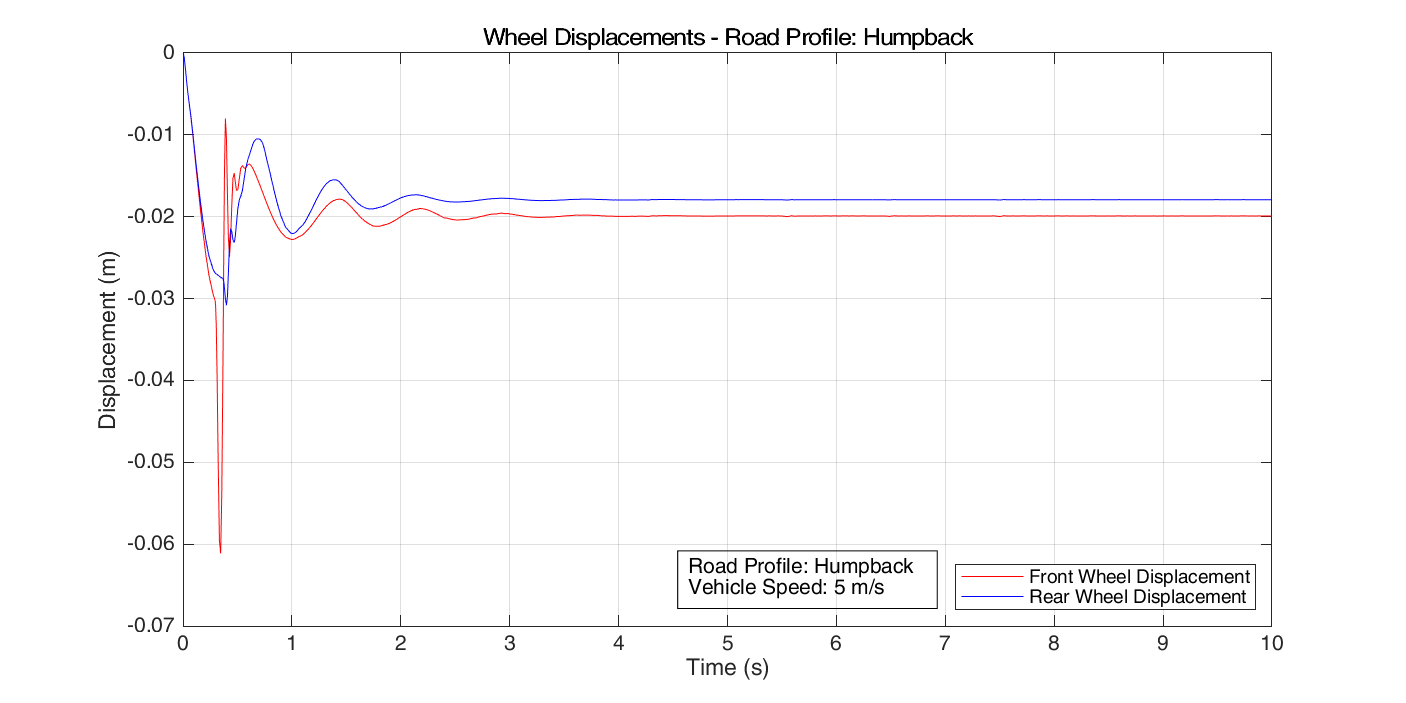 Wheel Displacements - Road Profile: Humpback
0
-0.01
-0.02
-0.03
-0.04
-0.05
-0.06
-0.07
Displacement (m)
Road Profile: Humpback
Vehicle Speed: 5 m/s
Front Wheel Displacement
Rear Wheel Displacement
0 1 2 3 4 5 6 7 8 9 10
Time (s)